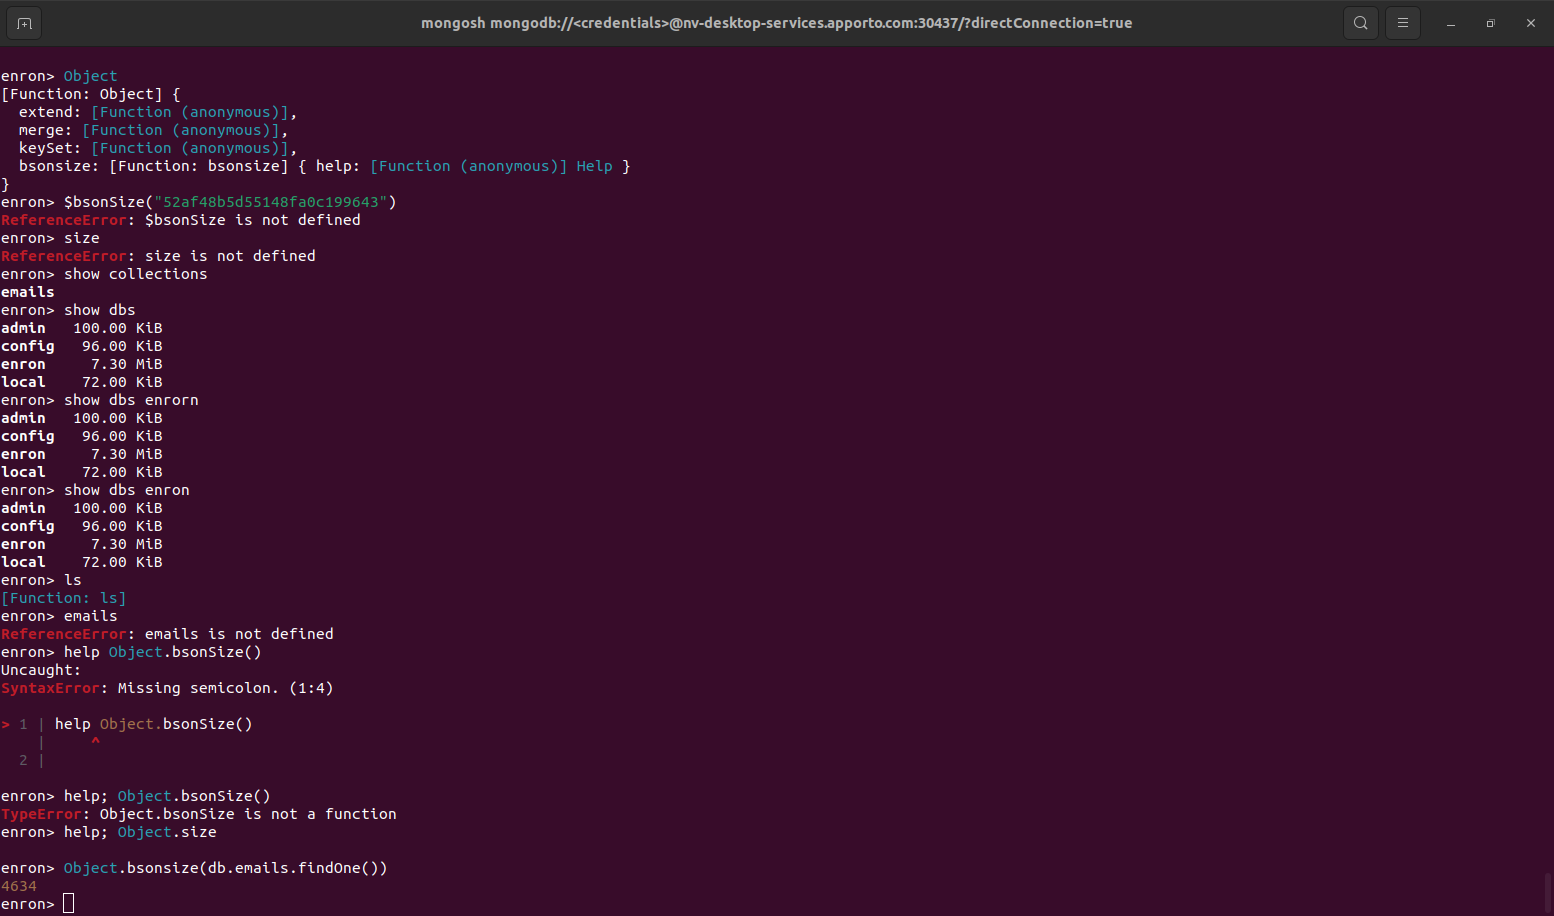 mongosh mongodb://<credentials>@nv-desktop-services.apporto.com:30437/?directConnection=true
enron> Object
[Function: Object] {
  extend: [Function (anonymous)],
  merge: [Function (anonymous)],
  keySet: [Function (anonymous)],
  bsonsize: [Function: bsonsize] { help: [Function (anonymous)] Help }
}
enron> $bsonSize("52af48b5d55148fa0c199643")
ReferenceError: $bsonSize is not defined
enron> size
ReferenceError: size is not defined
enron> show collections
emails
enron> show dbs
admin   100.00 KiB
config   96.00 KiB
enron     7.30 MiB
local    72.00 KiB
enron> show dbs enrorn
admin   100.00 KiB
config   96.00 KiB
enron     7.30 MiB
local    72.00 KiB
enron> show dbs enron
admin   100.00 KiB
config   96.00 KiB
enron     7.30 MiB
local    72.00 KiB
enron> ls
[Function: ls]
enron> emails
ReferenceError: emails is not defined
enron> help Object.bsonSize()
Uncaught:
SyntaxError: Missing semicolon. (1:4)
> 1 | help Object.bsonSize()
    |     ^
  2 |
enron> help; Object.bsonSize()
TypeError: Object.bsonSize is not a function
enron> help; Object.size
enron> Object.bsonsize(db.emails.findOne())
4634
enron>